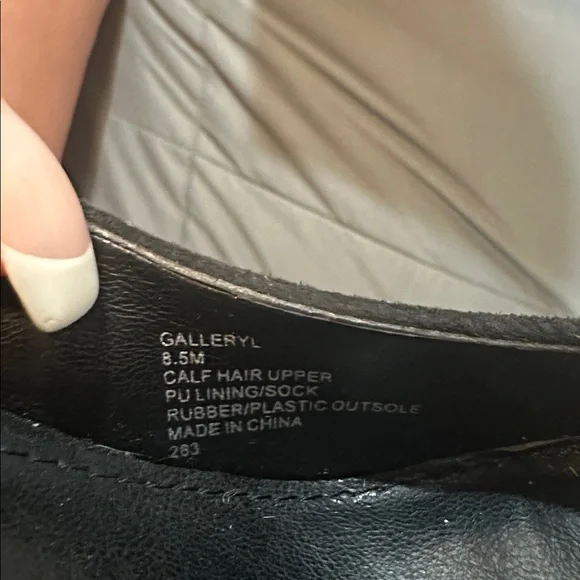 GALLERYL
8.5M
CALF HAIR UPPER
PU LINING/SOCK
RUBBER/PLASTIC OUTSOLE
MADE IN CHINA
263